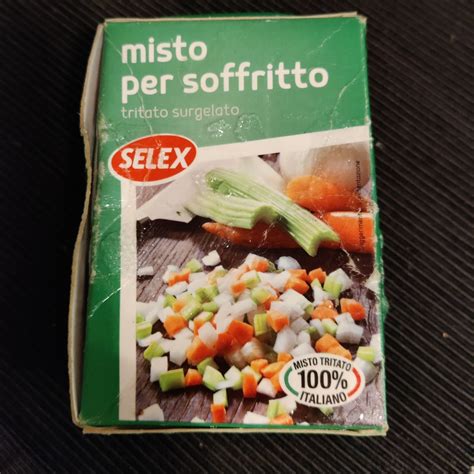 misto
per soffritto
tritato surgelato
SELEX
MISTO TRITATO
100%
ITALIANO